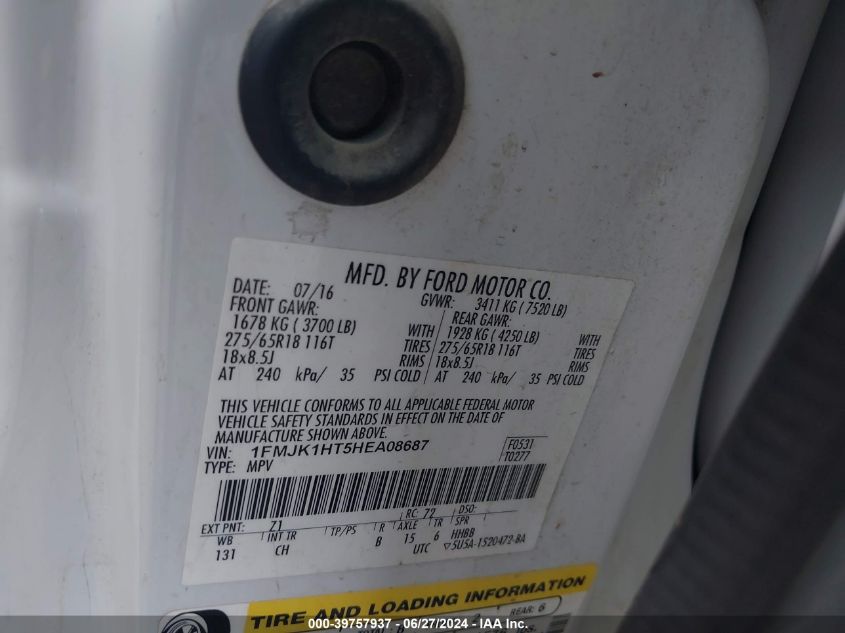 MFD. BY FORD MOTOR CO.
DATE: 07/16 GVWR: 3411 KG ( 7520 LB)
FRONT GAWR: REAR GAWR:
1678 KG ( 3700 LB) WITH 1928 KG ( 4250 LB) WITH
275/65R18 116T TIRES 275/65R18 116T TIRES
18x8.5J RIMS 18x8.5J RIMS
AT 240 kPa/ 35 PSI COLD AT 240 kPa/ 35 PSI COLD
THIS VEHICLE CONFORMS TO ALL APPLICABLE FEDERAL MOTOR
VEHICLE SAFETY STANDARDS IN EFFECT ON THE DATE OF
MANUFACTURE SHOWN ABOVE.
VIN: 1FMJK1HT5HEA08687 F0531
TYPE: MPV T0277
EXT PNT: Z1 RC: 72 DSO:
WB INT TR TP/PS R AXLE TR SPR
131 CH B 15 6 HHBB
UTC ▽5U5A-1520472-BA
TIRE AND LOADING INFORMATION
TOTAL 6 2 REAR: 6
000-39757937 - 06/27/2024 - IAA Inc.